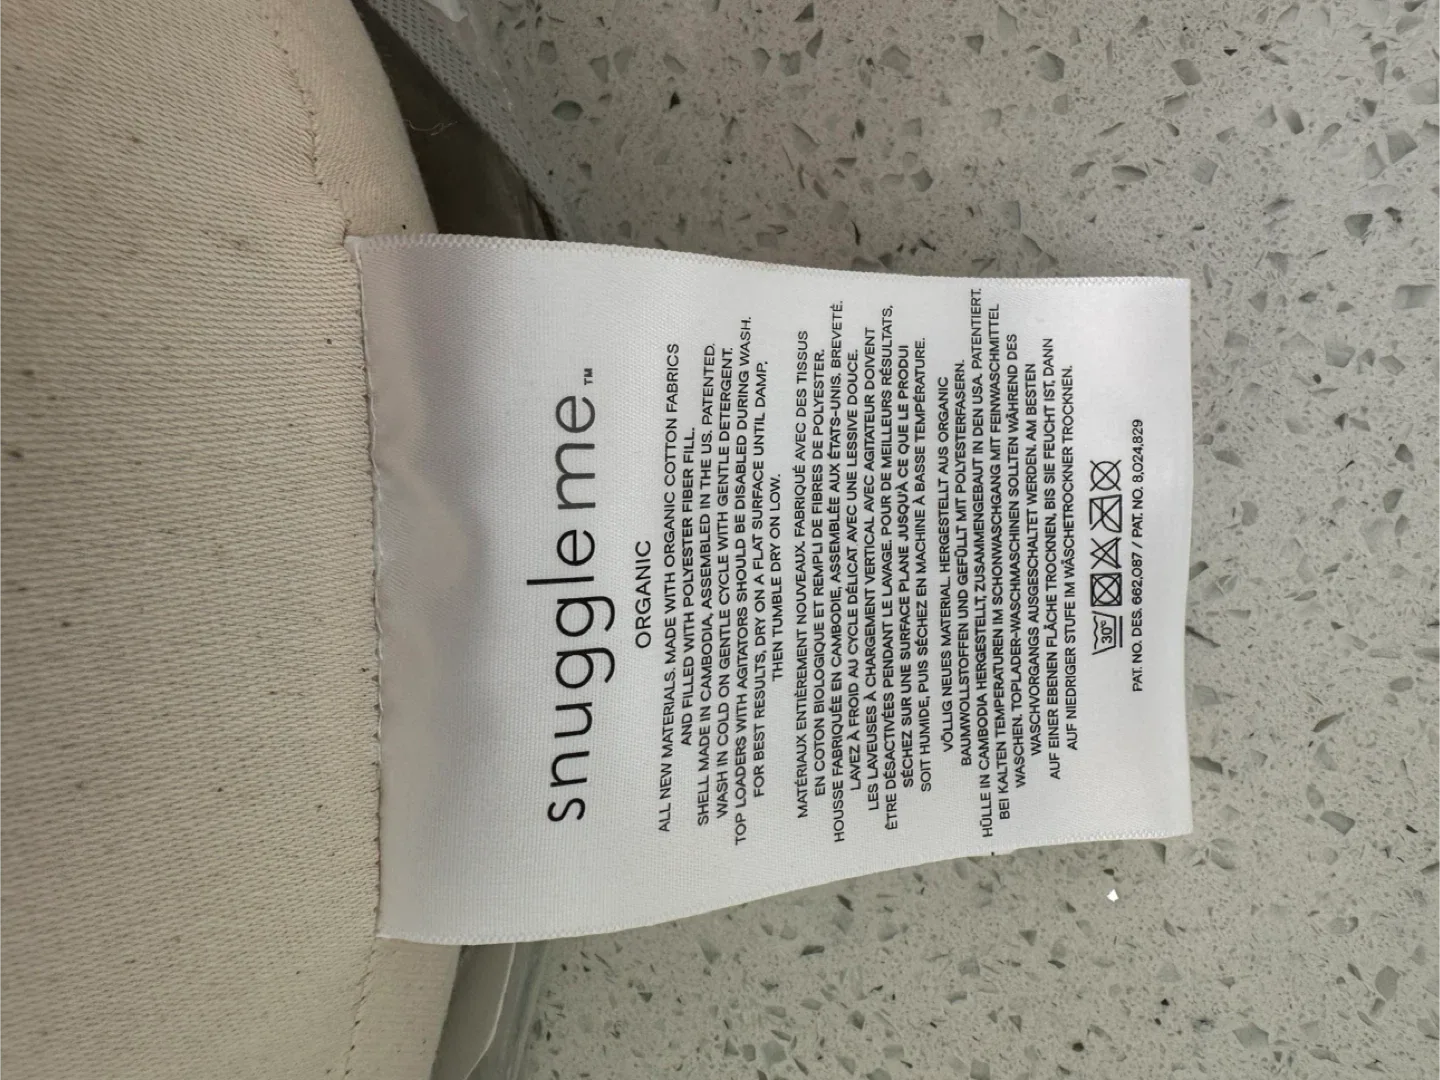 snuggle me™
ORGANIC
ALL NEW MATERIALS. MADE WITH ORGANIC COTTON FABRICS
AND FILLED WITH POLYESTER FIBER FILL.
SHELL MADE IN CAMBODIA, ASSEMBLED IN THE US. PATENTED.
WASH IN COLD ON GENTLE CYCLE WITH GENTLE DETERGENT.
TOP LOADERS WITH AGITATORS SHOULD BE DISABLED DURING WASH.
FOR BEST RESULTS, DRY ON A FLAT SURFACE UNTIL DAMP,
THEN TUMBLE DRY ON LOW.
MATÉRIAUX ENTIÈREMENT NOUVEAUX. FABRIQUÉ AVEC DES TISSUS
EN COTON BIOLOGIQUE ET REMPLI DE FIBRES DE POLYESTER.
HOUSSE FABRIQUÉE EN CAMBODIE, ASSEMBLÉE AUX ÉTATS-UNIS. BREVETÉ.
LAVEZ À FROID AU CYCLE DÉLICAT AVEC UNE LESSIVE DOUCE.
LES LAVEUSES À CHARGEMENT VERTICAL AVEC AGITATEUR DOIVENT
ÊTRE DÉSACTIVÉES PENDANT LE LAVAGE. POUR DE MEILLEURS RÉSULTATS,
SÉCHEZ SUR UNE SURFACE PLANE JUSQU'À CE QUE LE PRODUI
SOIT HUMIDE, PUIS SÉCHEZ EN MACHINE À BASSE TEMPÉRATURE.
VÖLLIG NEUES MATERIAL. HERGESTELLT AUS ORGANIC
BAUMWOLLSTOFFEN UND GEFÜLLT MIT POLYESTERFASERN.
HÜLLE IN CAMBODIA HERGESTELLT, ZUSAMMENGEBAUT IN DEN USA. PATENTIERT.
BEI KALTEN TEMPERATUREN IM SCHONWASCHGANG MIT FEINWASCHMITTEL
WASCHEN. TOPLADER-WASCHMASCHINEN SOLLTEN WÄHREND DES
WASCHVORGANGS AUSGESCHALTET WERDEN. AM BESTEN
AUF EINER EBENEN FLÄCHE TROCKNEN, BIS SIE FEUCHT IST, DANN
AUF NIEDRIGER STUFE IM WÄSCHETROCKNER TROCKNEN.
30°
PAT. NO. DES. 662,087 / PAT. NO. 8,024,829